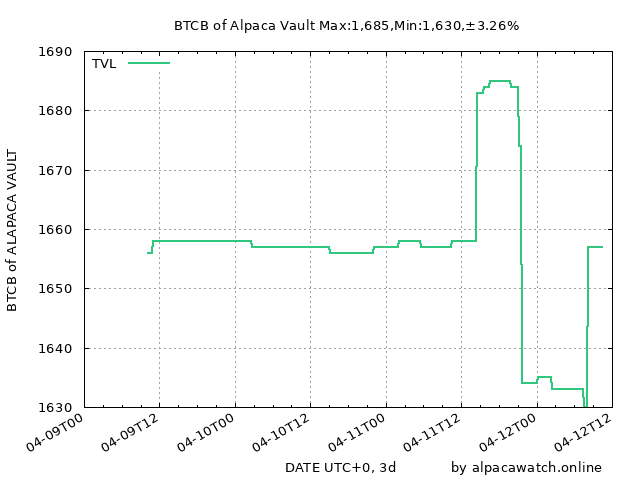 BTCB of Alpaca Vault Max:1,685,Min:1,630,±3.26%
TVL
1690
1680
1670
1660
1650
1640
1630
BTCB of ALAPACA VAULT
04-09T00
04-09T12
04-10T00
04-10T12
04-11T00
04-11T12
04-12T00
04-12T12
DATE UTC+0, 3d
by alpacawatch.online